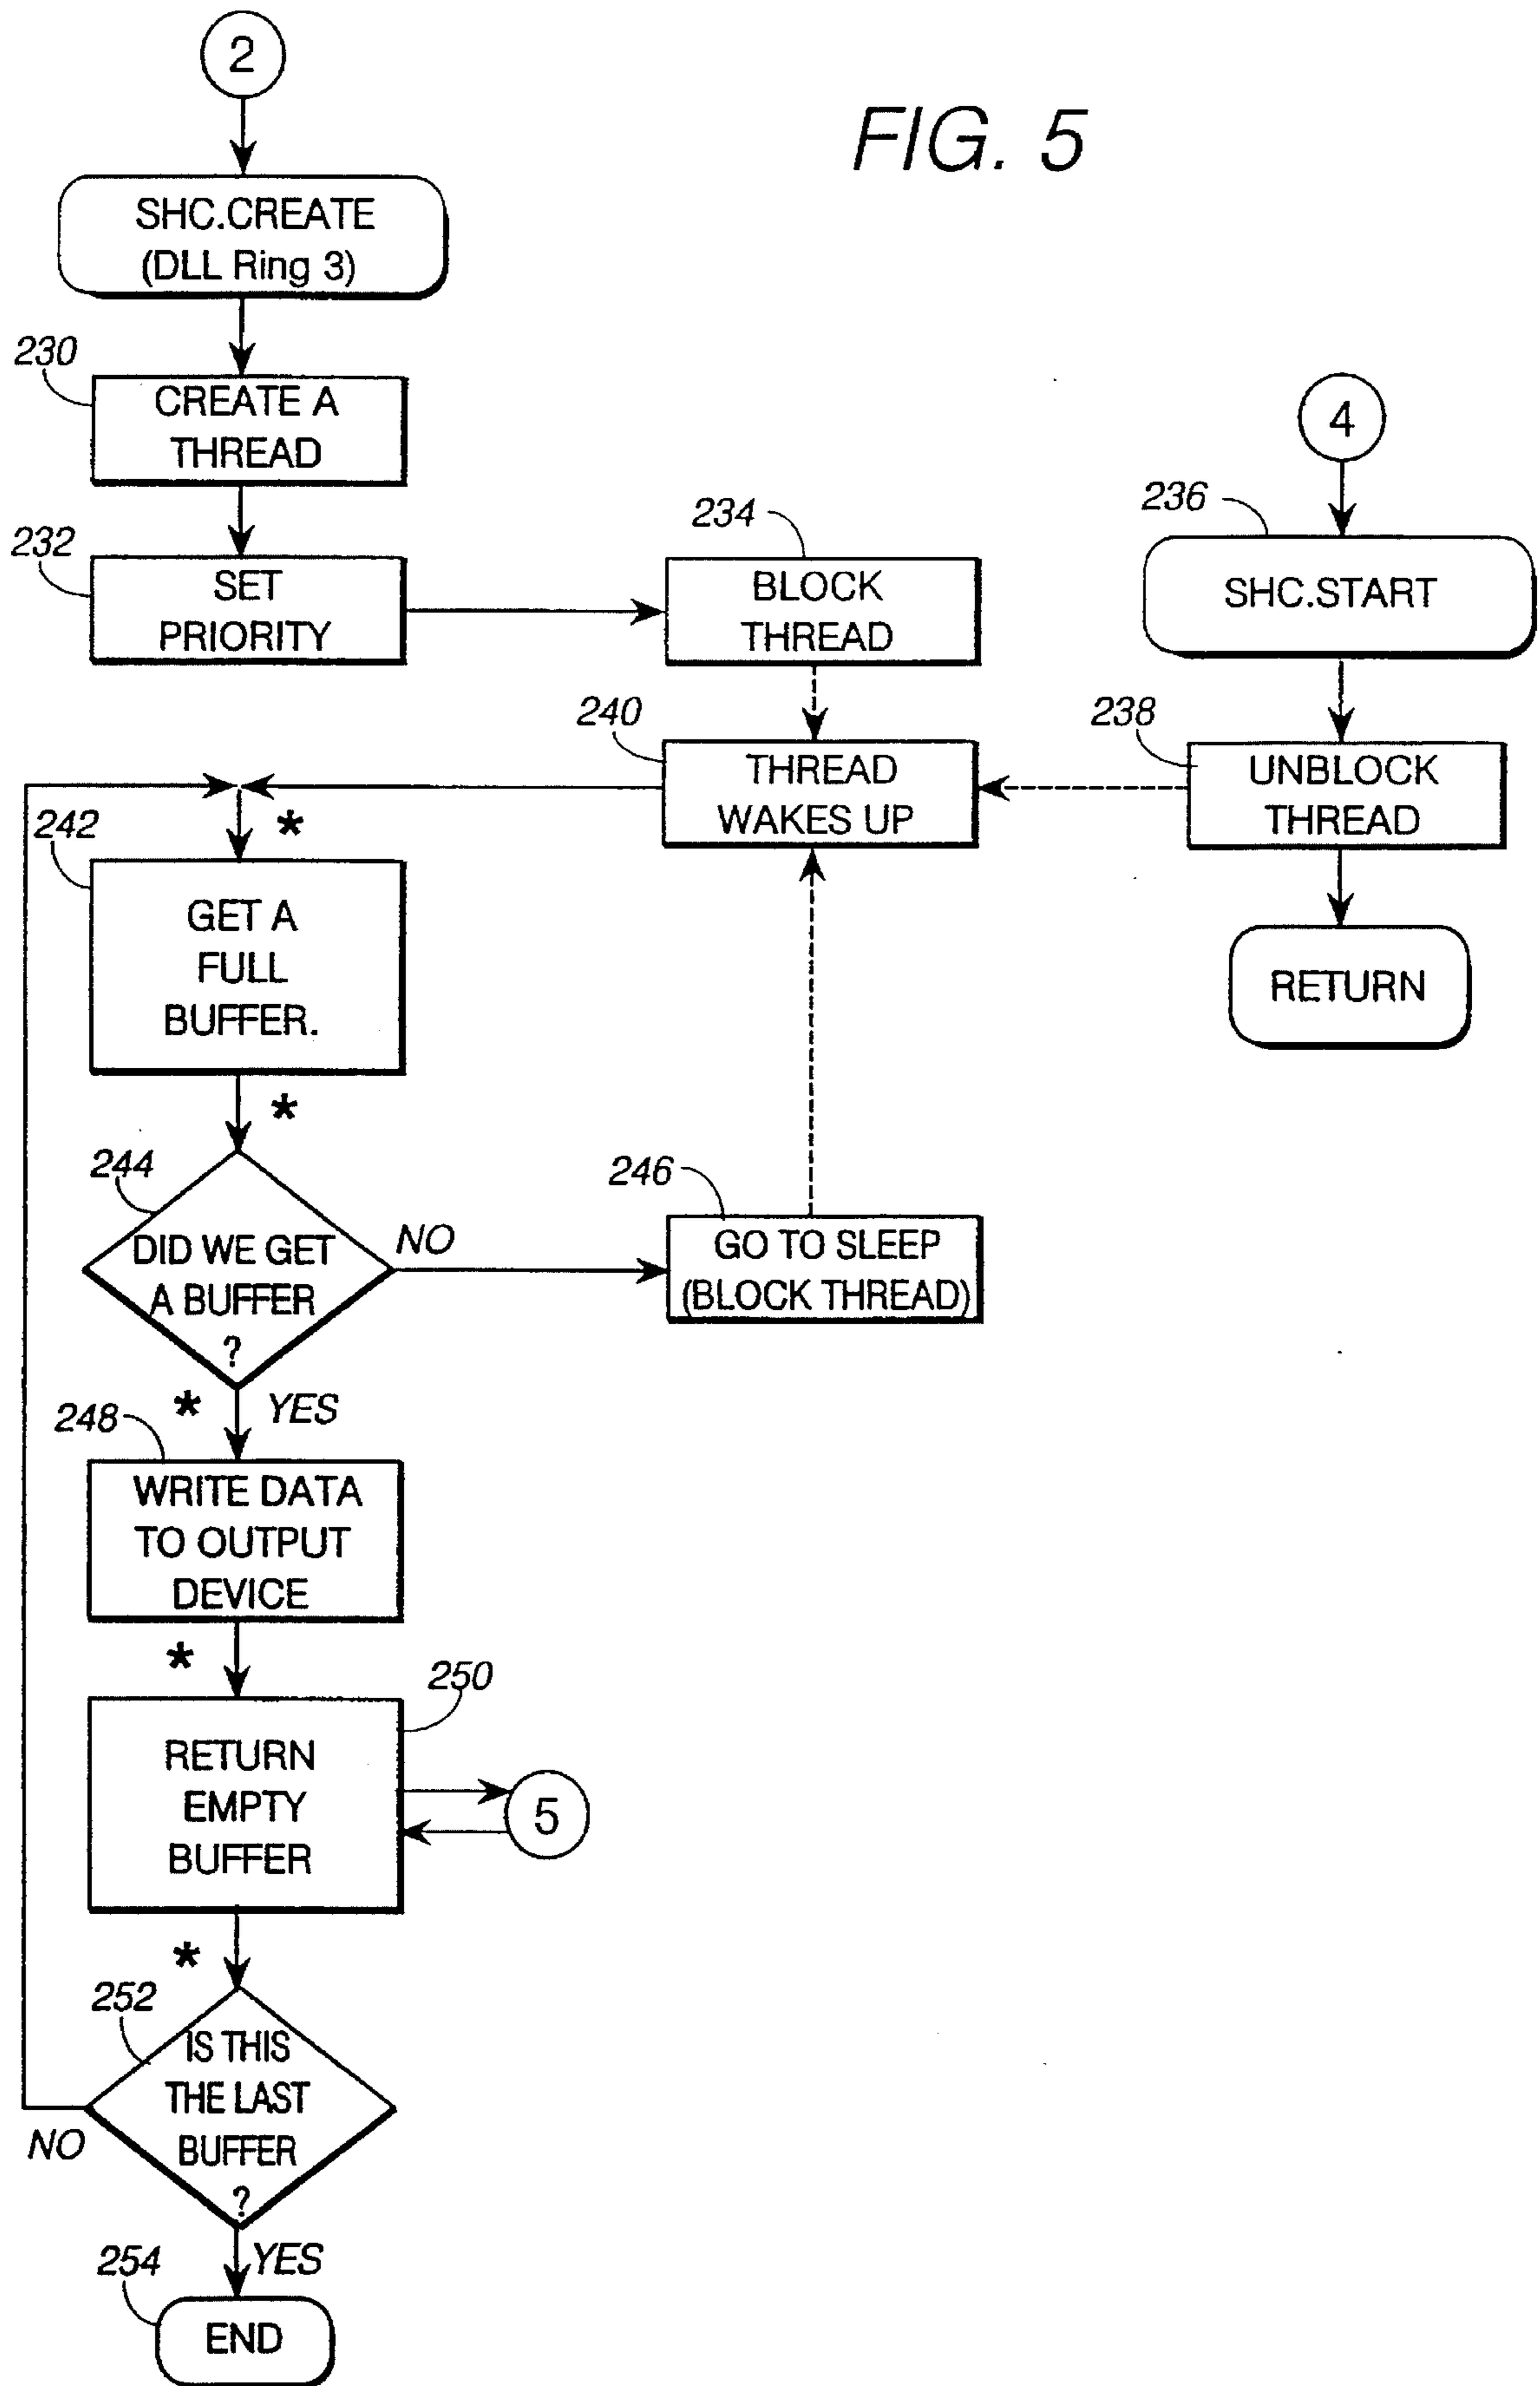 2
FIG. 5
SHC.CREATE
(DLL Ring 3)
230
CREATE A
THREAD
4
232
SET
PRIORITY
234
BLOCK
THREAD
236
SHC.START
240
THREAD
WAKES UP
238
UNBLOCK
THREAD
RETURN
*
242
GET A
FULL
BUFFER.
*
244
DID WE GET
A BUFFER
?
NO
246
GO TO SLEEP
(BLOCK THREAD)
* YES
248
WRITE DATA
TO OUTPUT
DEVICE
*
250
RETURN
EMPTY
BUFFER
5
*
252
IS THIS
THE LAST
BUFFER
?
NO
YES
254
END